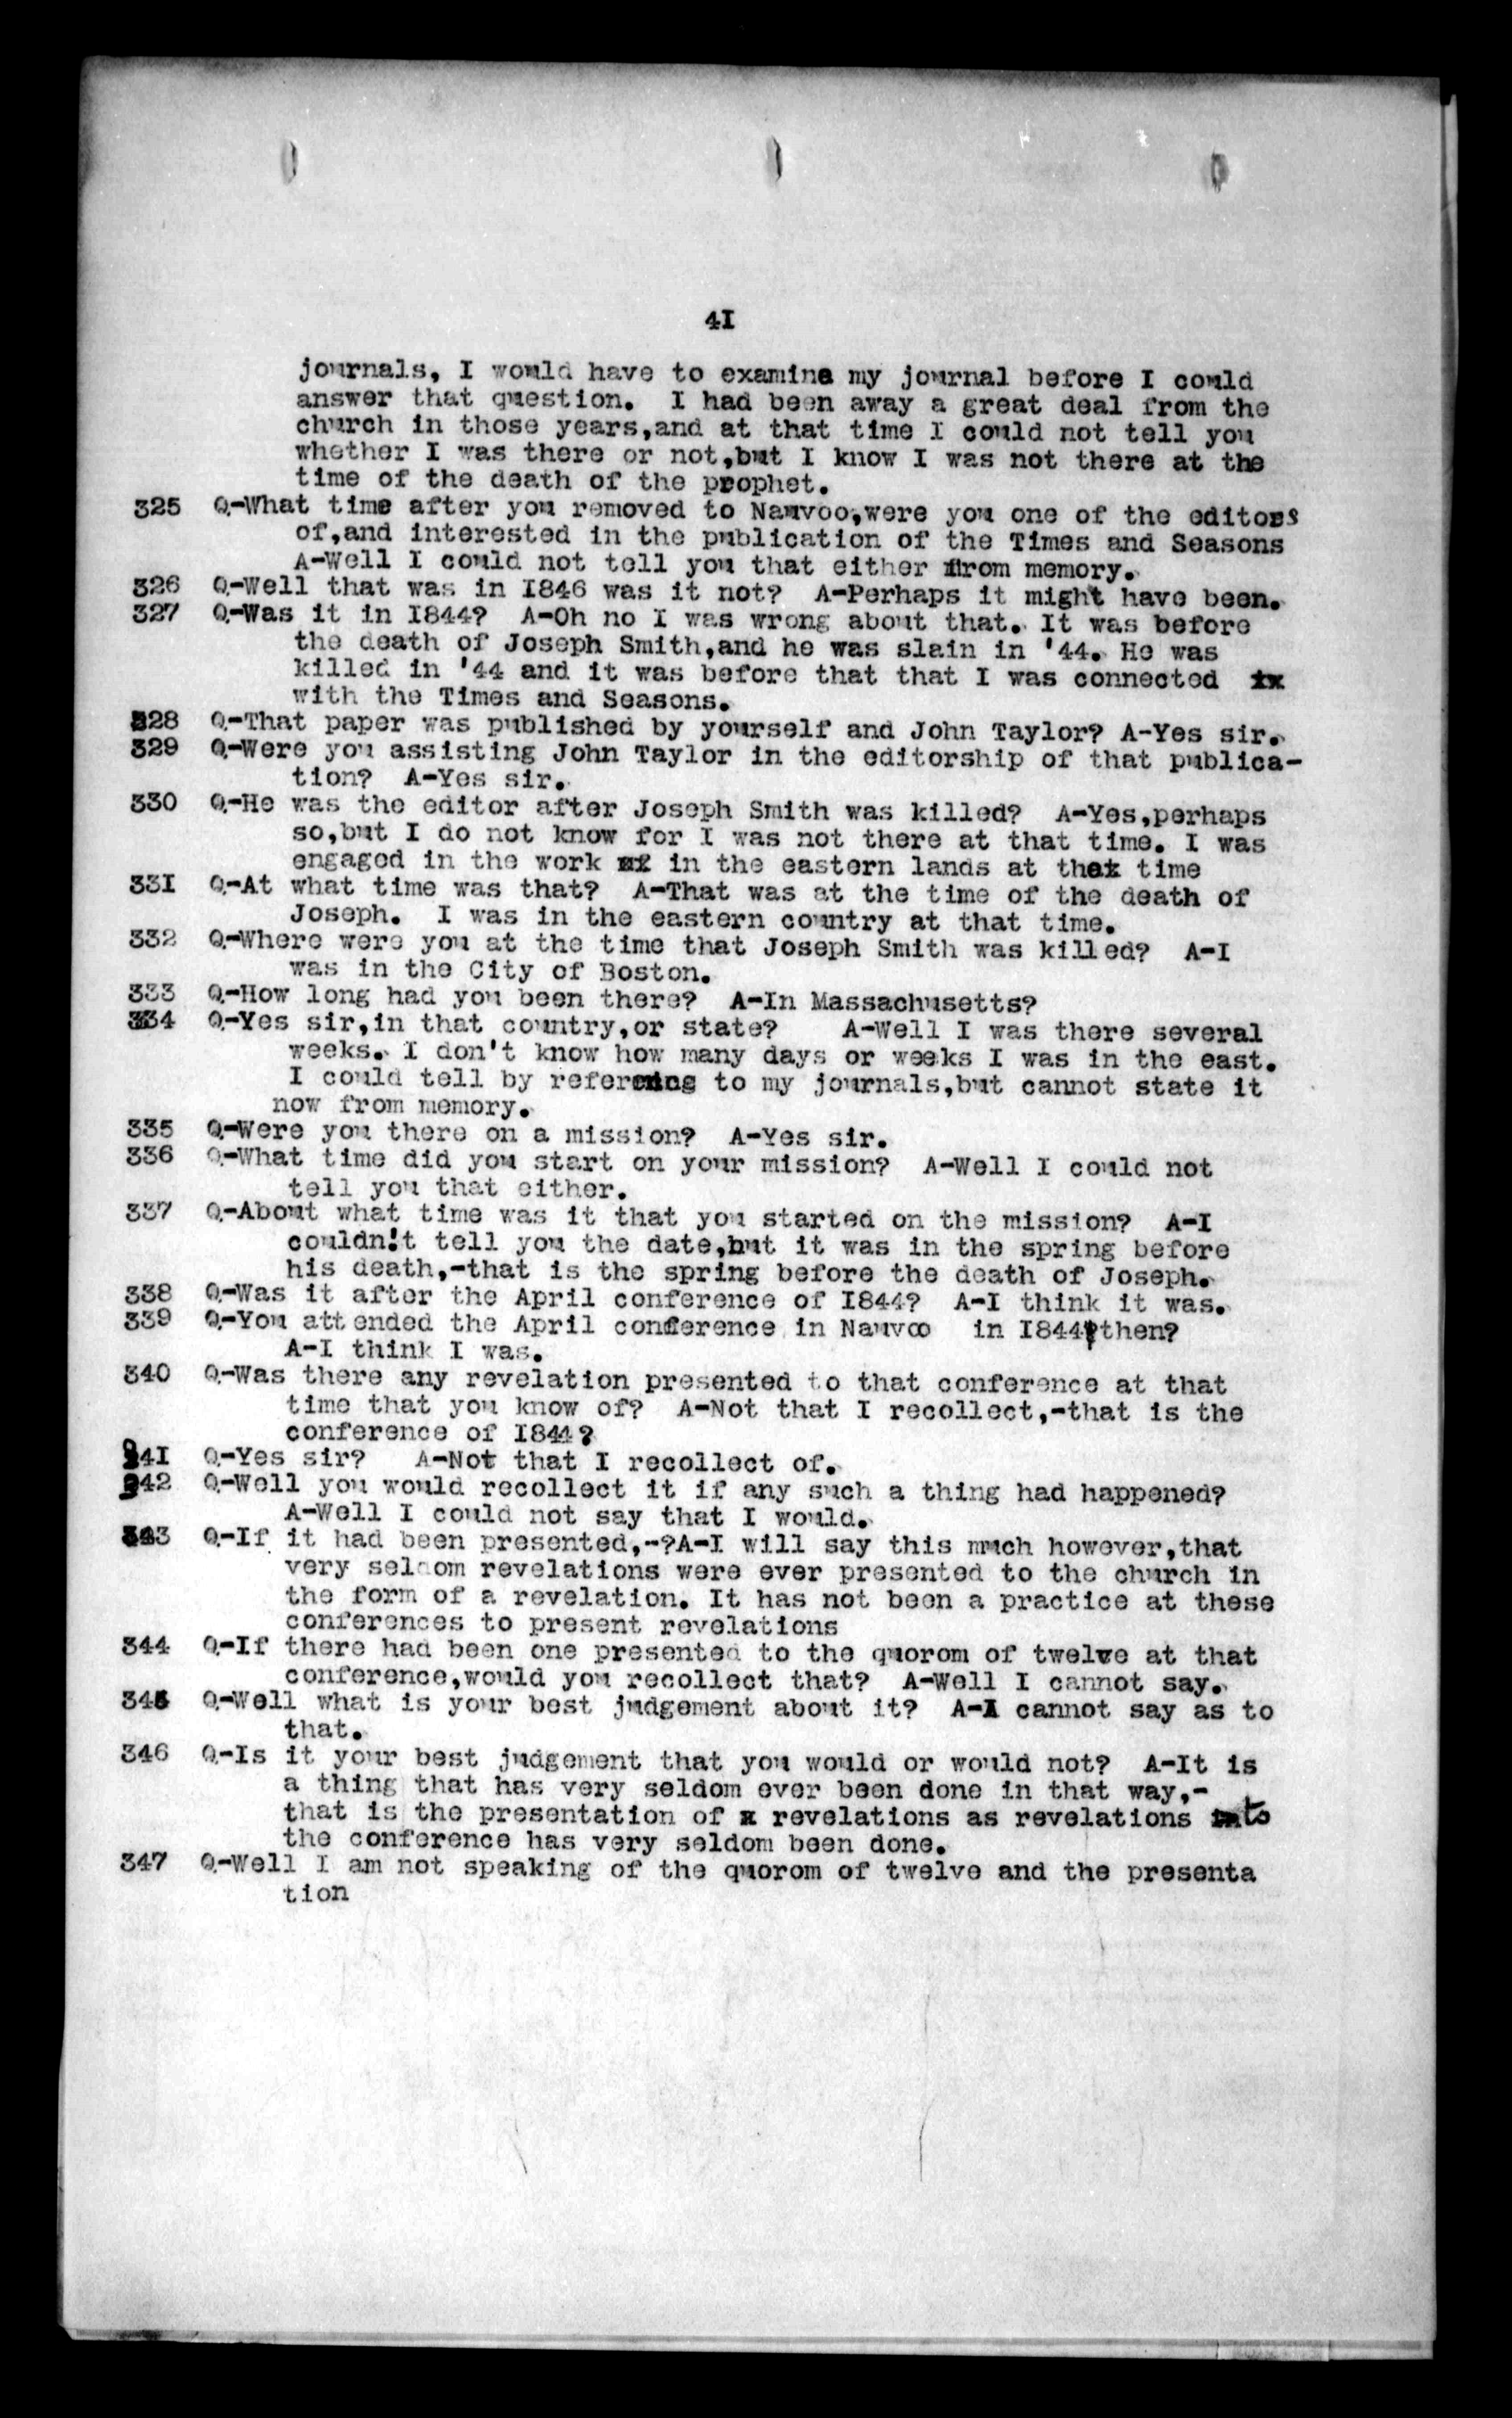 41
journals, I would have to examine my journal before I could
answer that question. I had been away a great deal from the
church in those years,and at that time I could not tell you
whether I was there or not,but I know I was not there at the
time of the death of the prophet.
325 Q.-What time after you removed to Nauvoo,were you one of the editors
of,and interested in the publication of the Times and Seasons
A-Well I could not tell you that either from memory.
326 Q.-Well that was in I846 was it not? A-Perhaps it might have been.
327 Q.-Was it in I844? A-Oh no I was wrong about that. It was before
the death of Joseph Smith,and he was slain in '44. He was
killed in '44 and it was before that that I was connected ix
with the Times and Seasons.
328 Q.-That paper was published by yourself and John Taylor? A-Yes sir.
329 Q.-Were you assisting John Taylor in the editorship of that publica-
tion? A-Yes sir.
330 Q.-He was the editor after Joseph Smith was killed? A-Yes,perhaps
so,but I do not know for I was not there at that time. I was
engaged in the work in the eastern lands at that time
33I Q.-At what time was that? A-That was at the time of the death of
Joseph. I was in the eastern country at that time.
332 Q.-Where were you at the time that Joseph Smith was killed? A-I
was in the City of Boston.
333 Q.-How long had you been there? A-In Massachusetts?
334 Q.-Yes sir,in that country,or state? A-Well I was there several
weeks. I don't know how many days or weeks I was in the east.
I could tell by refering to my journals,but cannot state it
now from memory.
335 Q.-Were you there on a mission? A-Yes sir.
336 Q.-What time did you start on your mission? A-Well I could not
tell you that either.
337 Q.-About what time was it that you started on the mission? A-I
couldn't tell you the date,but it was in the spring before
his death,-that is the spring before the death of Joseph.
338 Q.-Was it after the April conference of I844? A-I think it was.
339 Q.-You attended the April conference in Nauvoo in I844 then?
A-I think I was.
340 Q.-Was there any revelation presented to that conference at that
time that you know of? A-Not that I recollect,-that is the
conference of I844?
34I Q.-Yes sir? A-Not that I recollect of.
342 Q.-Well you would recollect it if any such a thing had happened?
A-Well I could not say that I would.
343 Q.-If it had been presented,-?A-I will say this much however,that
very seldom revelations were ever presented to the church in
the form of a revelation. It has not been a practice at these
conferences to present revelations
344 Q.-If there had been one presented to the quorom of twelve at that
conference,would you recollect that? A-Well I cannot say.
345 Q.-Well what is your best judgement about it? A-I cannot say as to
that.
346 Q.-Is it your best judgement that you would or would not? A-It is
a thing that has very seldom ever been done in that way,-
that is the presentation of x revelations as revelations to
the conference has very seldom been done.
347 Q.-Well I am not speaking of the quorom of twelve and the presenta
tion